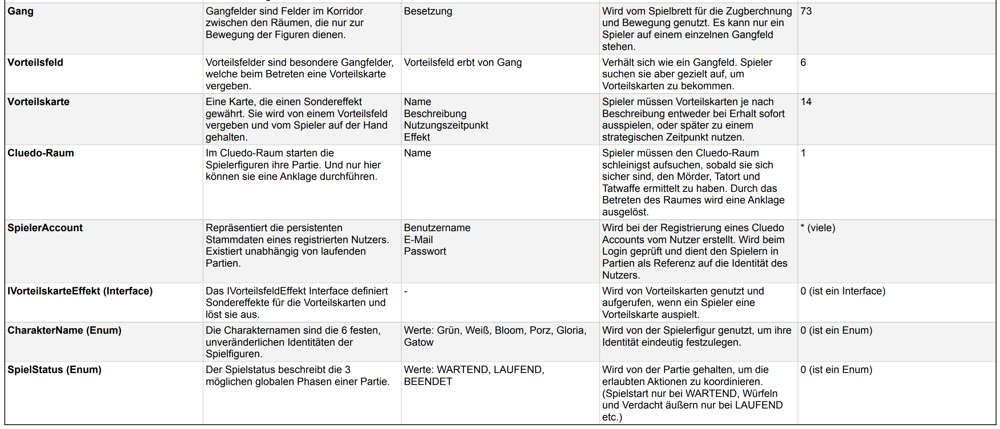 Gang
Gangfelder sind Felder im Korridor
zwischen den Räumen, die nur zur
Bewegung der Figuren dienen.
Besetzung
Wird vom Spielbrett für die Zugberchnung
und Bewegung genutzt. Es kann nur ein
Spieler auf einem einzelnen Gangfeld
stehen.
73
Vorteilsfeld
Vorteilsfelder sind besondere Gangfelder,
welche beim Betreten eine Vorteilskarte
vergeben.
Vorteilsfeld erbt von Gang
Verhält sich wie ein Gangfeld. Spieler
suchen sie aber gezielt auf, um
Vorteilskarten zu bekommen.
6
Vorteilskarte
Eine Karte, die einen Sondereffekt
gewährt. Sie wird von einem Vorteilsfeld
vergeben und vom Spieler auf der Hand
gehalten.
Name
Beschreibung
Nutzungszeitpunkt
Effekt
Spieler müssen Vorteilskarten je nach
Beschreibung entweder bei Erhalt sofort
ausspielen, oder später zu einem
strategischen Zeitpunkt nutzen.
14
Cluedo-Raum
Im Cluedo-Raum starten die
Spielerfiguren ihre Partie. Und nur hier
können sie eine Anklage durchführen.
Name
Spieler müssen den Cluedo-Raum
schleinigst aufsuchen, sobald sie sich
sicher sind, den Mörder, Tatort und
Tatwaffe ermittelt zu haben. Durch das
Betreten des Raumes wird eine Anklage
ausgelöst.
1
SpielerAccount
Repräsentiert die persistenten
Stammdaten eines registrierten Nutzers.
Existiert unabhängig von laufenden
Partien.
Benutzername
E-Mail
Passwort
Wird bei der Registrierung eines Cluedo
Accounts vom Nutzer erstellt. Wird beim
Login geprüft und dient den Spielern in
Partien als Referenz auf die Identität des
Nutzers.
* (viele)
IVorteilskarteEffekt (Interface)
Das IVorteilsfeldEffekt Interface definiert
Sondereffekte für die Vorteilskarten und
löst sie aus.
-
Wird von Vorteilskarten genutzt und
aufgerufen, wenn ein Spieler eine
Vorteilskarte auspielt.
0 (ist ein Interface)
CharakterName (Enum)
Die Charakternamen sind die 6 festen,
unveränderlichen Identitäten der
Spielfiguren.
Werte: Grün, Weiß, Bloom, Porz, Gloria,
Gatow
Wird von der Spielerfigur genutzt, um ihre
Identität eindeutig festzulegen.
0 (ist ein Enum)
SpielStatus (Enum)
Der Spielstatus beschreibt die 3
möglichen globalen Phasen einer Partie.
Werte: WARTEND, LAUFEND,
BEENDET
Wird von der Partie gehalten, um die
erlaubten Aktionen zu koordinieren.
(Spielstart nur bei WARTEND, Würfeln
und Verdacht äußern nur bei LAUFEND
etc.)
0 (ist ein Enum)